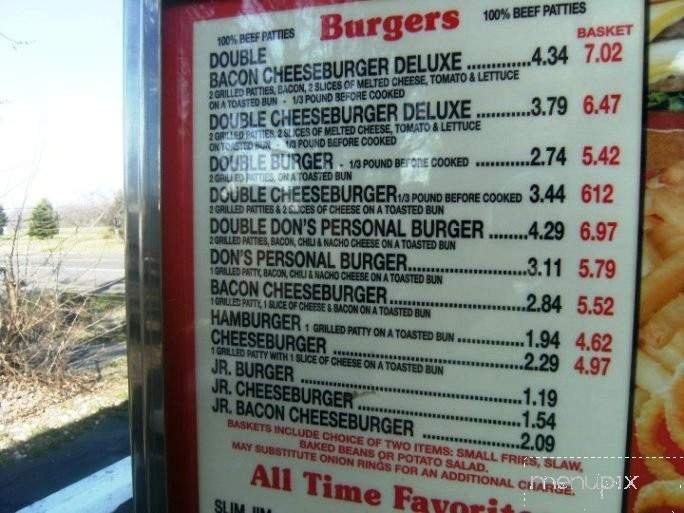 100% BEEF PATTIES Burgers 100% BEEF PATTIES
BASKET
DOUBLE
BACON CHEESEBURGER DELUXE .............4.34 7.02
2 GRILLED PATTIES, BACON, 2 SLICES OF MELTED CHEESE, TOMATO & LETTUCE
ON A TOASTED BUN - 1/3 POUND BEFORE COOKED
DOUBLE CHEESEBURGER DELUXE ...........3.79 6.47
2 GRILLED PATTIES, 2 SLICES OF MELTED CHEESE, TOMATO & LETTUCE
ON TOASTED BUN - 1/3 POUND BEFORE COOKED
DOUBLE BURGER - 1/3 POUND BEFORE COOKED ...........2.74 5.42
2 GRILLED PATTIES, ON A TOASTED BUN
DOUBLE CHEESEBURGER 1/3 POUND BEFORE COOKED 3.44 612
2 GRILLED PATTIES & 2 SLICES OF CHEESE ON A TOASTED BUN
DOUBLE DON'S PERSONAL BURGER ........4.29 6.97
2 GRILLED PATTIES, BACON, CHILI & NACHO CHEESE ON A TOASTED BUN
DON'S PERSONAL BURGER........................3.11 5.79
1 GRILLED PATTY, BACON, CHILI & NACHO CHEESE ON A TOASTED BUN
BACON CHEESEBURGER ............................2.84 5.52
1 GRILLED PATTY, 1 SLICE OF CHEESE & BACON ON A TOASTED BUN
HAMBURGER 1 GRILLED PATTY ON A TOASTED BUN ..............1.94 4.62
CHEESEBURGER .......................................2.29 4.97
1 GRILLED PATTY WITH 1 SLICE OF CHEESE ON A TOASTED BUN
JR. BURGER .............................................1.19
JR. CHEESEBURGER .................................1.54
JR. BACON CHEESEBURGER ....................2.09
BASKETS INCLUDE CHOICE OF TWO ITEMS: SMALL FRIES, SLAW,
BAKED BEANS OR POTATO SALAD.
MAY SUBSTITUTE ONION RINGS FOR AN ADDITIONAL CHARGE.
All Time Favorite
SLIM JIM
menupix